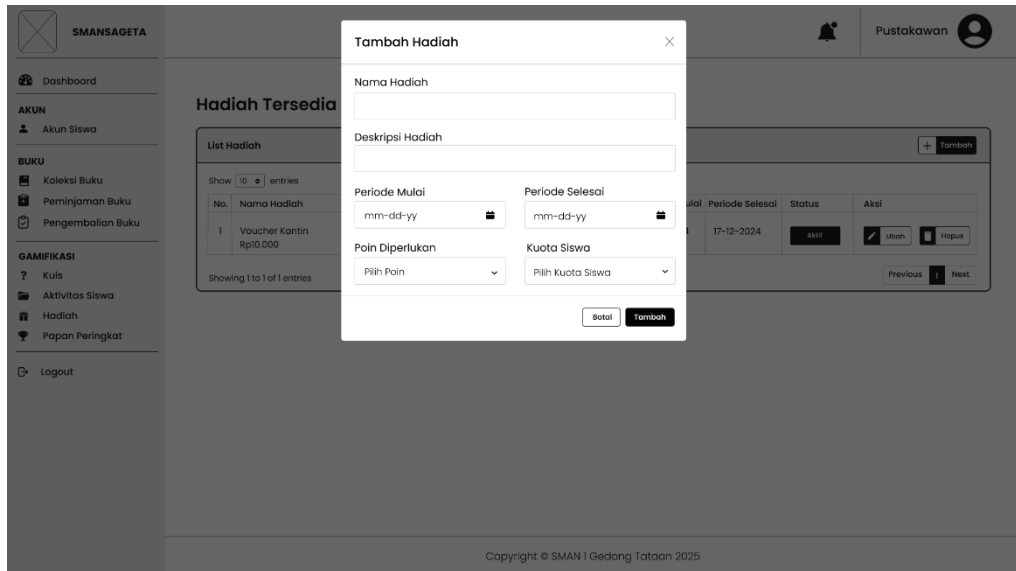 SMANSAGETA
Pustakawan
Dashboard
AKUN
Akun Siswa
BUKU
Koleksi Buku
Peminjaman Buku
Pengembalian Buku
GAMIFIKASI
? Kuis
Aktivitas Siswa
Hadiah
Papan Peringkat
Logout
Hadiah Tersedia
List Hadiah
+ Tambah
Show 10 entries
No. Nama Hadiah Periode Selesai Status Aksi
1 Voucher Kantin 17-12-2024 Aktif Ubah Hapus
Rp10.000
Showing 1 to 1 of 1 entries
Previous 1 Next
Tambah Hadiah
Nama Hadiah
Deskripsi Hadiah
Periode Mulai Periode Selesai
mm-dd-yy mm-dd-yy
Poin Diperlukan Kuota Siswa
Pilih Poin Pilih Kuota Siswa
Batal Tambah
Copyright © SMAN 1 Gedong Tataan 2025